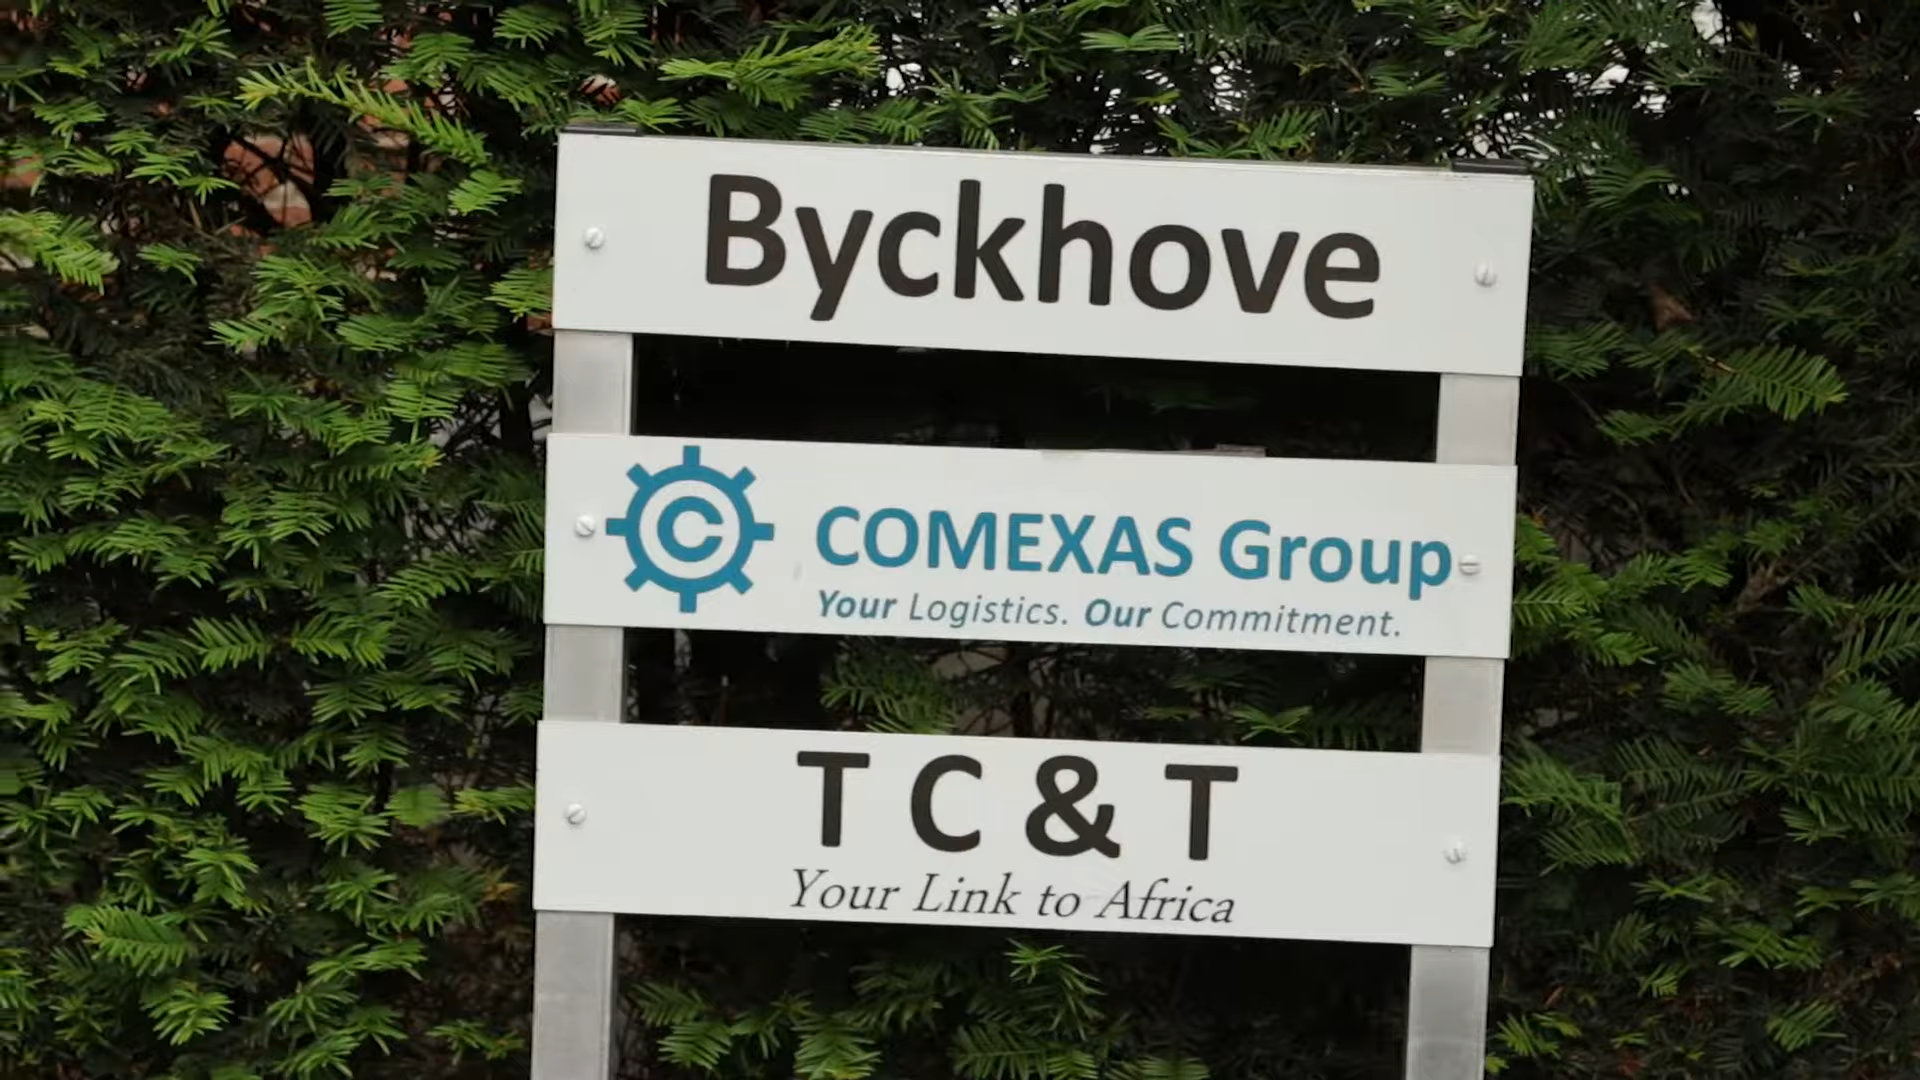 Byckhove
C
COMEXAS Group
Your Logistics. Our Commitment.
T C & T
Your Link to Africa